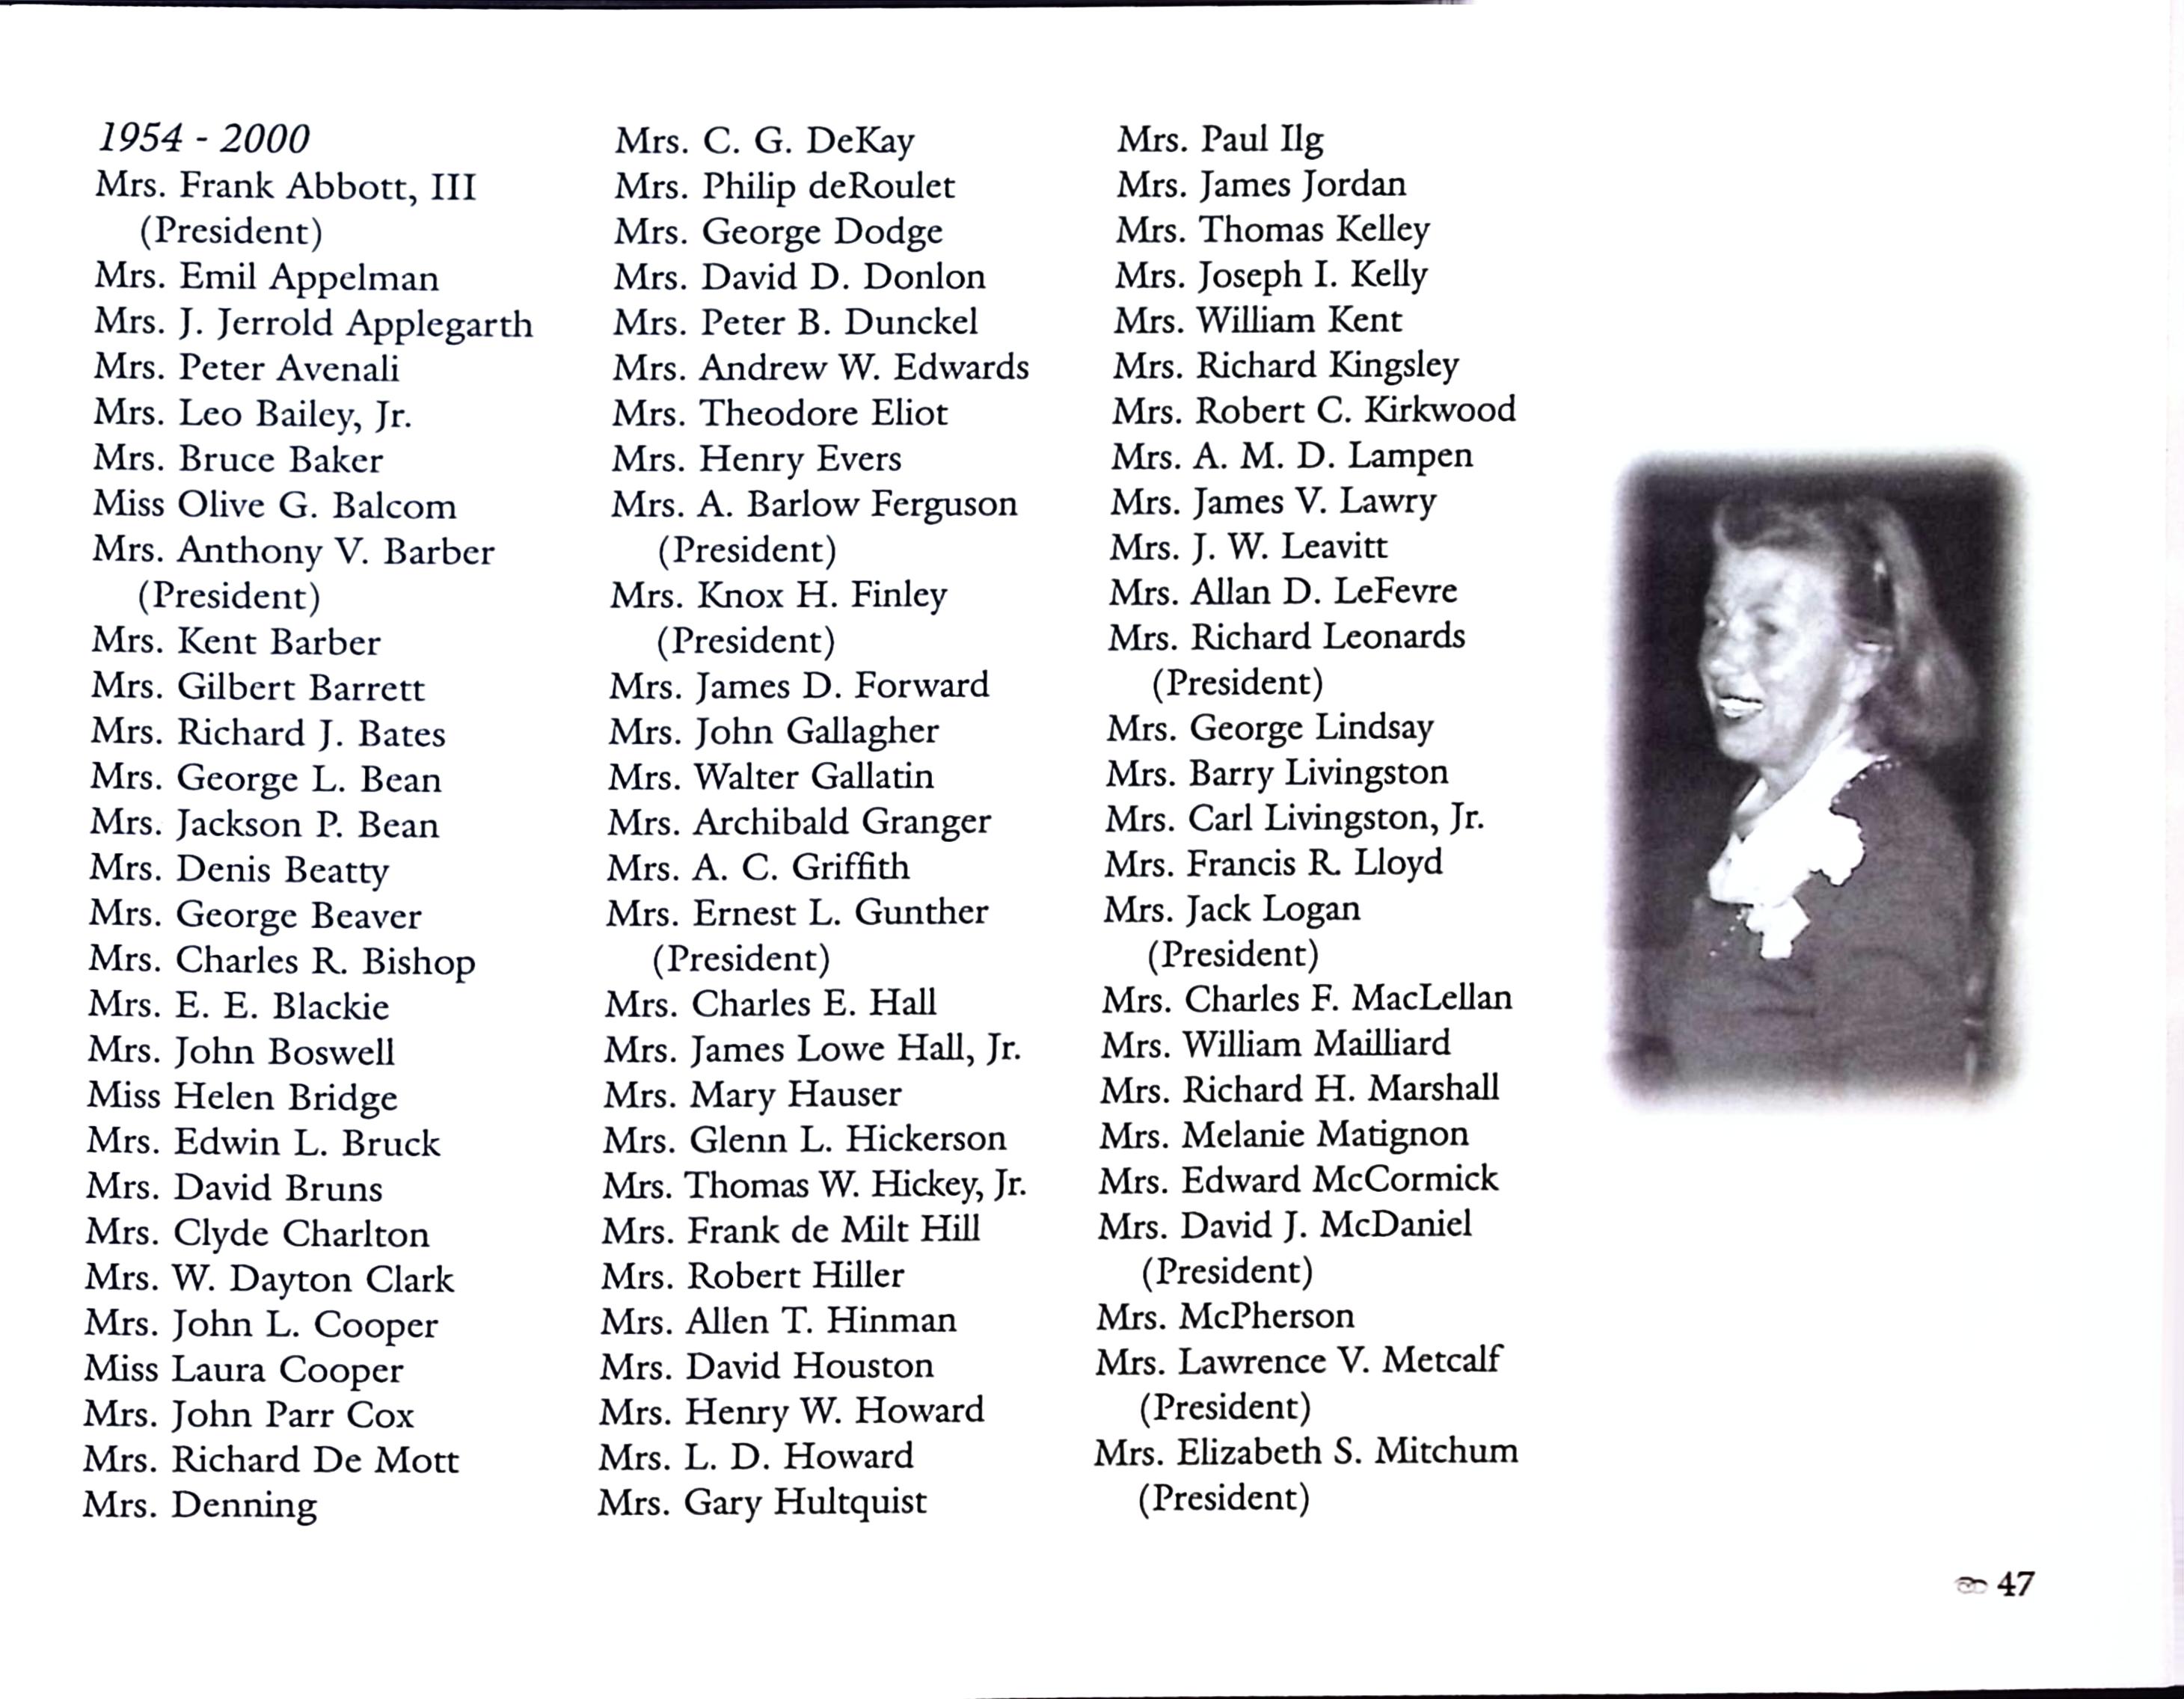 1954 - 2000
Mrs. Frank Abbott, III
(President)
Mrs. Emil Appelman
Mrs. J. Jerrold Applegarth
Mrs. Peter Avenali
Mrs. Leo Bailey, Jr.
Mrs. Bruce Baker
Miss Olive G. Balcom
Mrs. Anthony V. Barber
(President)
Mrs. Kent Barber
Mrs. Gilbert Barrett
Mrs. Richard J. Bates
Mrs. George L. Bean
Mrs. Jackson P. Bean
Mrs. Denis Beatty
Mrs. George Beaver
Mrs. Charles R. Bishop
Mrs. E. E. Blackie
Mrs. John Boswell
Miss Helen Bridge
Mrs. Edwin L. Bruck
Mrs. David Bruns
Mrs. Clyde Charlton
Mrs. W. Dayton Clark
Mrs. John L. Cooper
Miss Laura Cooper
Mrs. John Parr Cox
Mrs. Richard De Mott
Mrs. Denning
Mrs. C. G. DeKay
Mrs. Philip deRoulet
Mrs. George Dodge
Mrs. David D. Donlon
Mrs. Peter B. Dunckel
Mrs. Andrew W. Edwards
Mrs. Theodore Eliot
Mrs. Henry Evers
Mrs. A. Barlow Ferguson
(President)
Mrs. Knox H. Finley
(President)
Mrs. James D. Forward
Mrs. John Gallagher
Mrs. Walter Gallatin
Mrs. Archibald Granger
Mrs. A. C. Griffith
Mrs. Ernest L. Gunther
(President)
Mrs. Charles E. Hall
Mrs. James Lowe Hall, Jr.
Mrs. Mary Hauser
Mrs. Glenn L. Hickerson
Mrs. Thomas W. Hickey, Jr.
Mrs. Frank de Milt Hill
Mrs. Robert Hiller
Mrs. Allen T. Hinman
Mrs. David Houston
Mrs. Henry W. Howard
Mrs. L. D. Howard
Mrs. Gary Hultquist
Mrs. Paul Ilg
Mrs. James Jordan
Mrs. Thomas Kelley
Mrs. Joseph I. Kelly
Mrs. William Kent
Mrs. Richard Kingsley
Mrs. Robert C. Kirkwood
Mrs. A. M. D. Lampen
Mrs. James V. Lawry
Mrs. J. W. Leavitt
Mrs. Allan D. LeFevre
Mrs. Richard Leonards
(President)
Mrs. George Lindsay
Mrs. Barry Livingston
Mrs. Carl Livingston, Jr.
Mrs. Francis R. Lloyd
Mrs. Jack Logan
(President)
Mrs. Charles F. MacLellan
Mrs. William Mailliard
Mrs. Richard H. Marshall
Mrs. Melanie Matignon
Mrs. Edward McCormick
Mrs. David J. McDaniel
(President)
Mrs. McPherson
Mrs. Lawrence V. Metcalf
(President)
Mrs. Elizabeth S. Mitchum
(President)
47